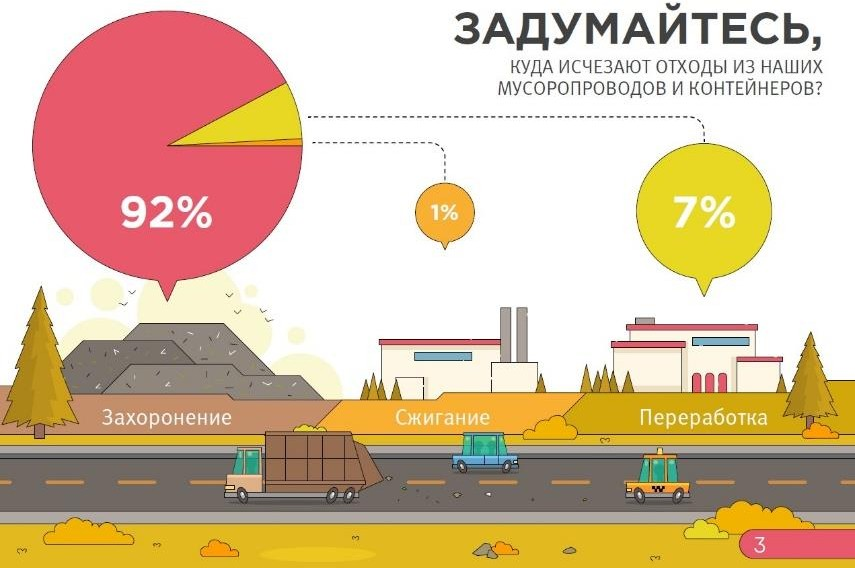 ЗАДУМАЙТЕСЬ,
КУДА ИСЧЕЗАЮТ ОТХОДЫ ИЗ НАШИХ
МУСОРОПРОВОДОВ И КОНТЕЙНЕРОВ?
92%
1%
7%
Захоронение
Сжигание
Переработка
3